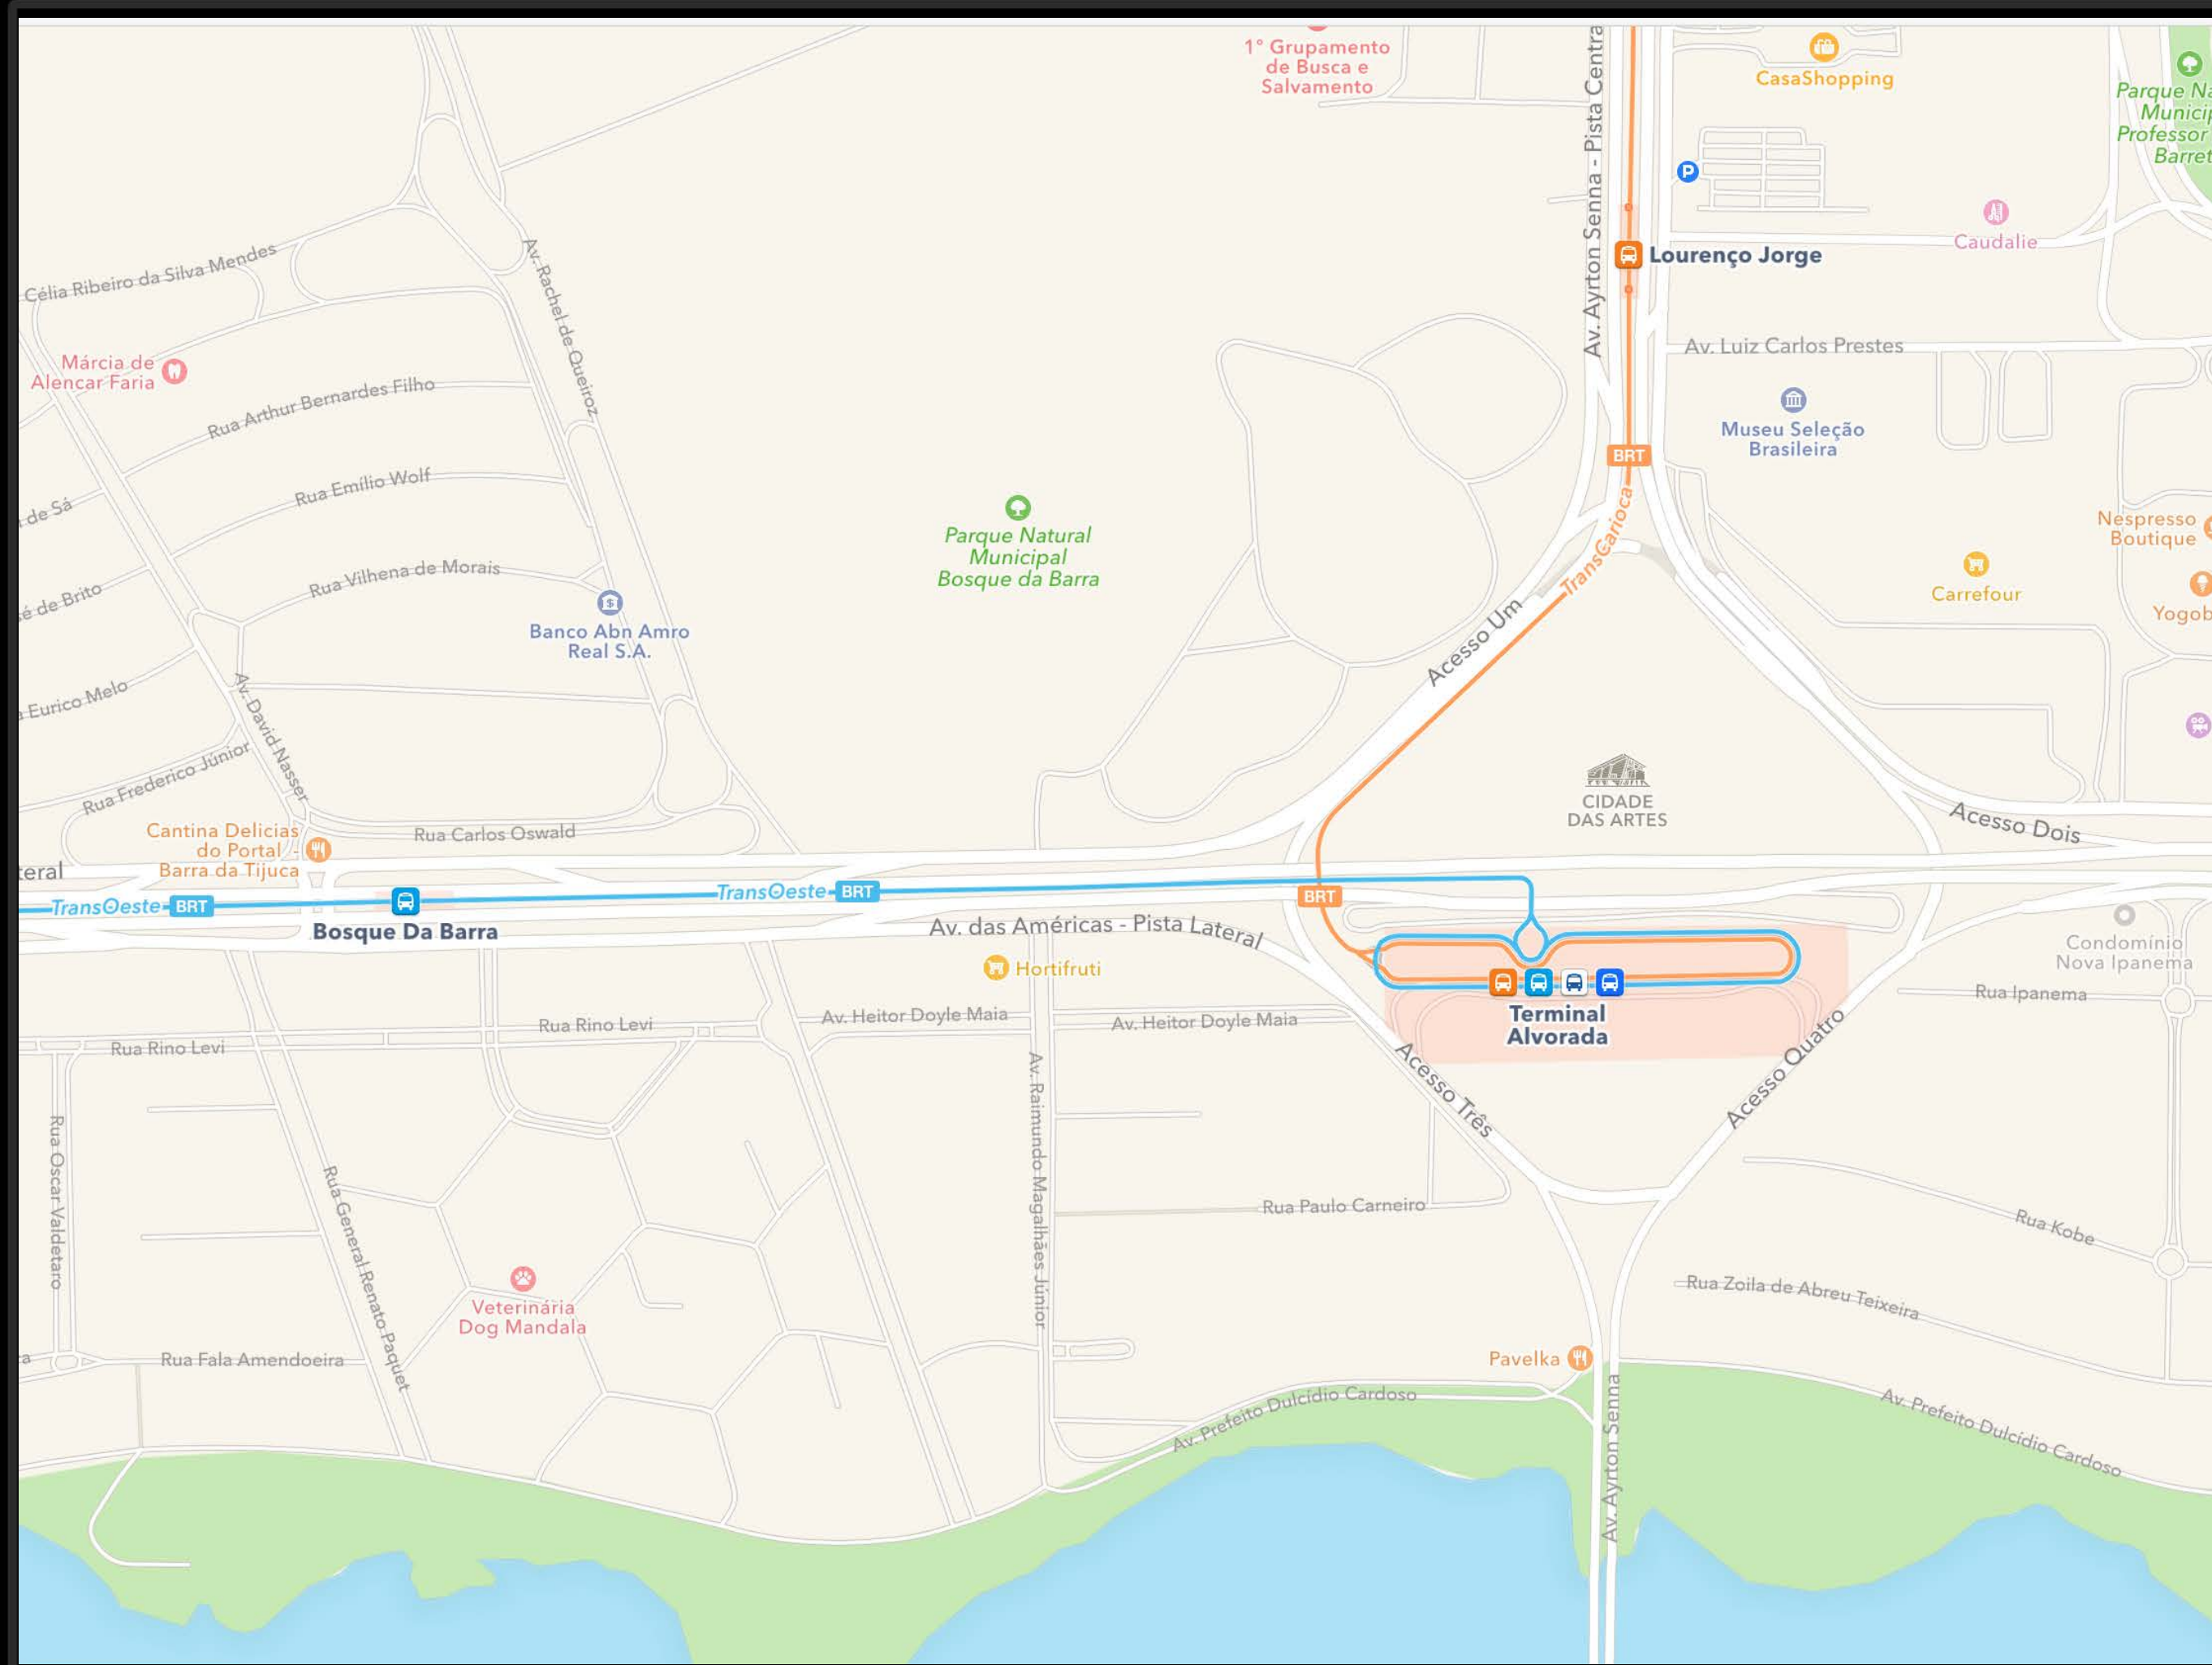 1° Grupamento
de Busca e
Salvamento
Av. Ayrton Senna - Pista Centra
CasaShopping
Parque Na
Municip
Professor
Barret
P
Caudalie
Lourenço Jorge
Célia Ribeiro da Silva Mendes
Av. Rachel de Queiroz
Av. Luiz Carlos Prestes
Márcia de
Alencar Faria
Rua Arthur Bernardes Filho
Museu Seleção
Brasileira
BRT
TransCarioca
Rua Emílio Wolf
de Sá
Parque Natural
Municipal
Bosque da Barra
Nespresso
Boutique
Rua Vilhena de Morais
é de Brito
Carrefour
Yogob
Banco Abn Amro
Real S.A.
Acesso Um
Eurico Melo
Av. David Nasser
Rua Frederico Júnior
CIDADE
DAS ARTES
Acesso Dois
Cantina Delicias
do Portal -
Barra da Tijuca
Rua Carlos Oswald
teral
TransOeste BRT
TransOeste BRT
BRT
Bosque Da Barra
Av. das Américas - Pista Lateral
Condomínio
Nova Ipanema
Hortifruti
Terminal
Alvorada
Rua Ipanema
Rua Rino Levi
Rua Rino Levi
Av. Heitor Doyle Maia
Av. Heitor Doyle Maia
Acesso Três
Acesso Quatro
Rua Oscar Valdetaro
Rua General Renato Paquet
Av. Raimundo Magalhães Júnior
Rua Paulo Carneiro
Rua Kobe
Rua Zoila de Abreu Teixeira
Veterinária
Dog Mandala
a
Rua Fala Amendoeira
Pavelka
Av. Prefeito Dulcídio Cardoso
Av. Ayrton Senna
Av. Prefeito Dulcídio Cardoso